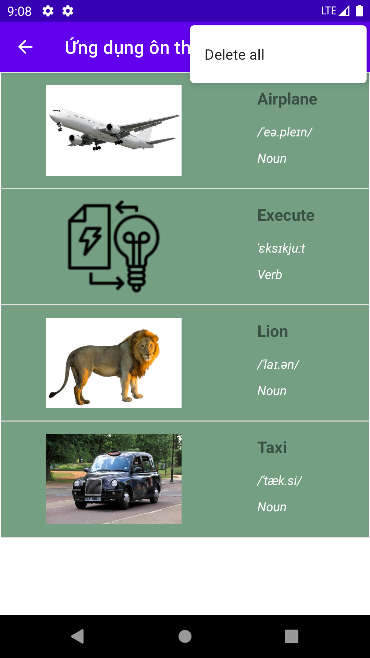 9:08
LTE
Ứng dụng ôn th
Delete all
Airplane
/ˈeə.pleɪn/
Noun
Execute
ˈɛksɪkjuːt
Verb
Lion
/ˈlaɪ.ən/
Noun
Taxi
/ˈtæk.si/
Noun